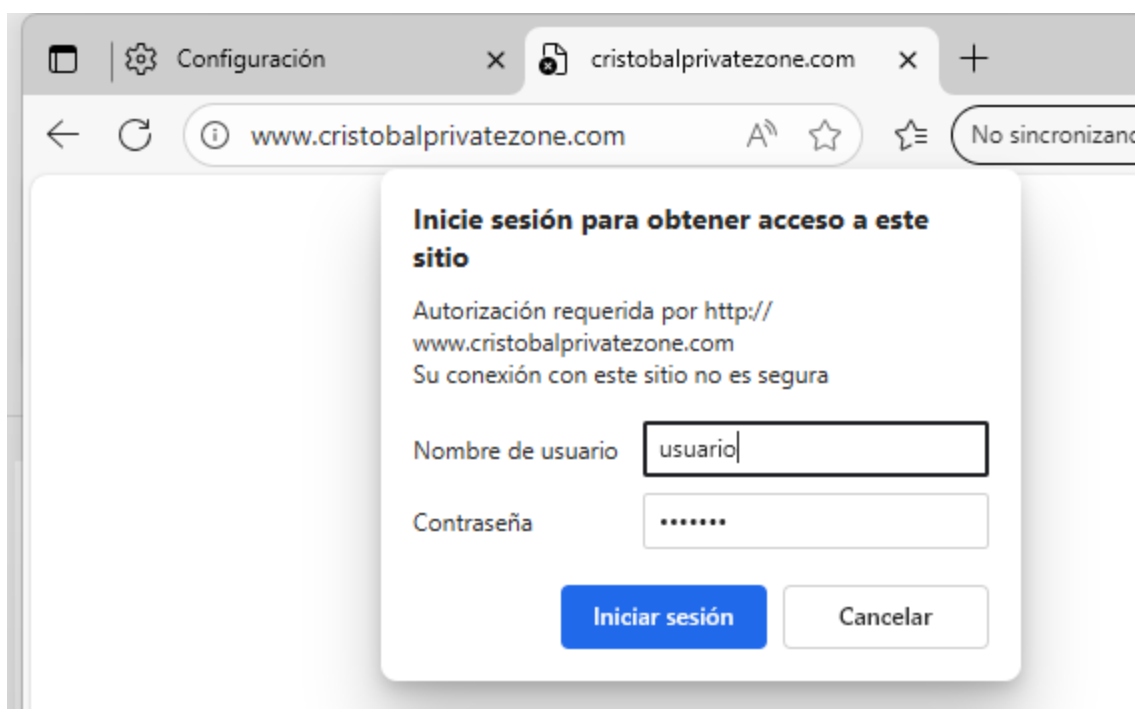 Configuración
cristobalprivatezone.com
www.cristobalprivatezone.com
No sincronizand
Inicie sesión para obtener acceso a este
sitio
Autorización requerida por http://
www.cristobalprivatezone.com
Su conexión con este sitio no es segura
Nombre de usuario usuario
Contraseña •••••••
Iniciar sesión Cancelar